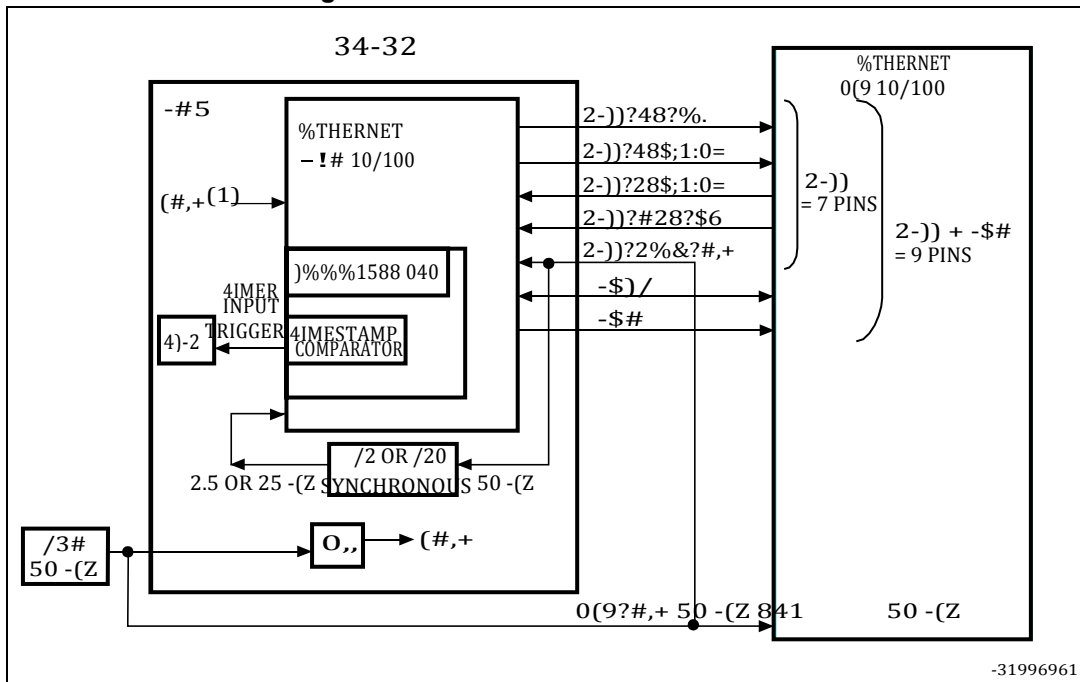 g
34-32
-#5
%THERNET
-!# 10/100
(#,+(1)
)%%%1588 040
4IMER
INPUT
TRIGGER
4IMESTAMP
COMPARATOR
4)-2
/2 OR /20
SYNCHRONOUS
2.5 OR 25 -(Z
50 -(Z
/3#
50 -(Z
O,,
(#,+
2-))?48?%.
2-))?48$;1:0=
2-))?28$;1:0=
2-))?#28?$6
2-))?2%&?#,+
-$)/
-$#
%THERNET
0(9 10/100
2-))
= 7 PINS
2-)) + -$#
= 9 PINS
0(9?#,+ 50 -(Z 841
50 -(Z
-31996961